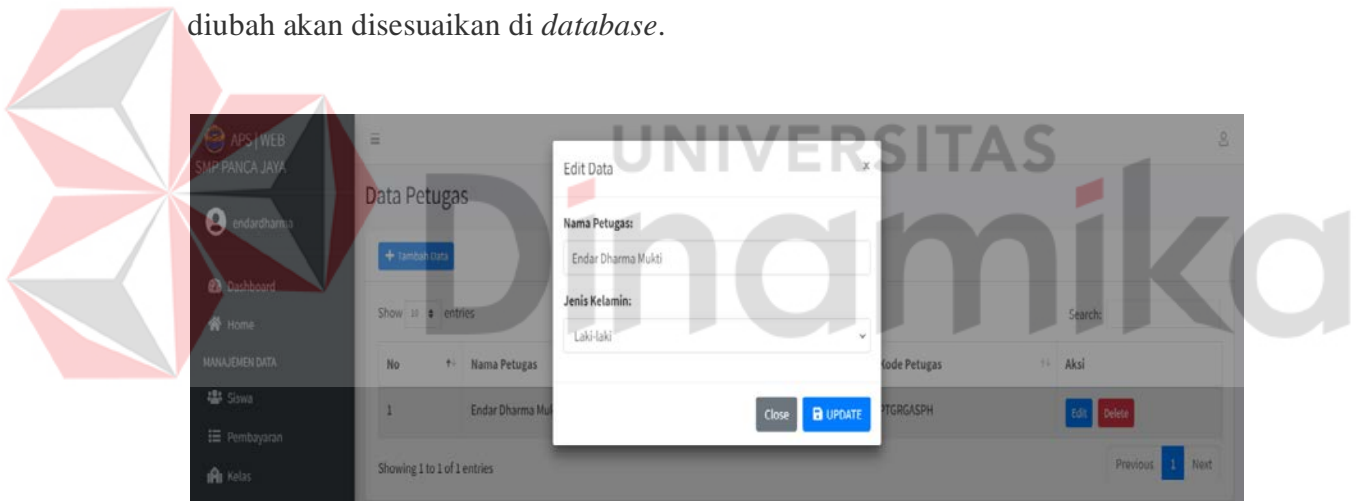 diubah akan disesuaikan di database.
UNIVERSITAS
Dinamika
APS | WEB
SMP PANCA JAYA
endardharma
Dashboard
Home
MANAJEMEN DATA
Siswa
Pembayaran
Kelas
Data Petugas
+ Tambah Data
Show 10 entries
Search:
No Nama Petugas Kode Petugas Aksi
1 Endar Dharma Muk PTGRGASPH Edit Delete
Showing 1 to 1 of 1 entries
Previous 1 Next
Edit Data x
Nama Petugas:
Endar Dharma Mukti
Jenis Kelamin:
Laki-laki
Close UPDATE